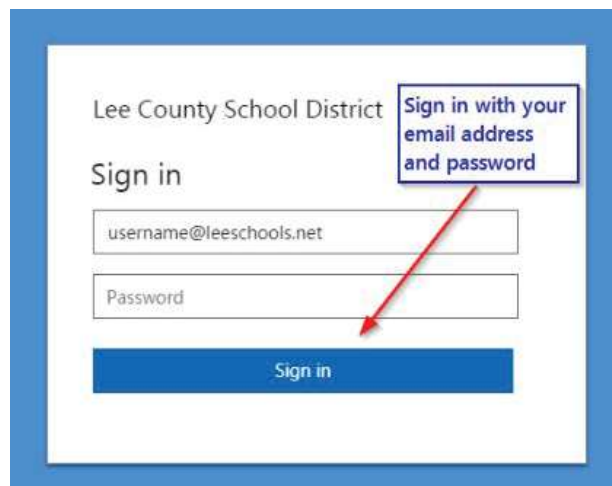 Lee County School District
Sign in with your
email address
and password
Sign in
username@leeschools.net
Password
Sign in